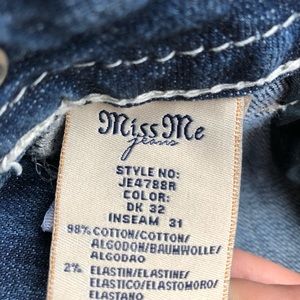 Miss Me
jeans
STYLE NO:
JE4788R
COLOR:
DK 32
INSEAM 31
98% COTTON/COTTON/
ALGODON/BAUMWOLLE/
ALGODAO
2% ELASTIN/ELASTINE/
ELASTICO/ELASTOMORO/
ELASTANO